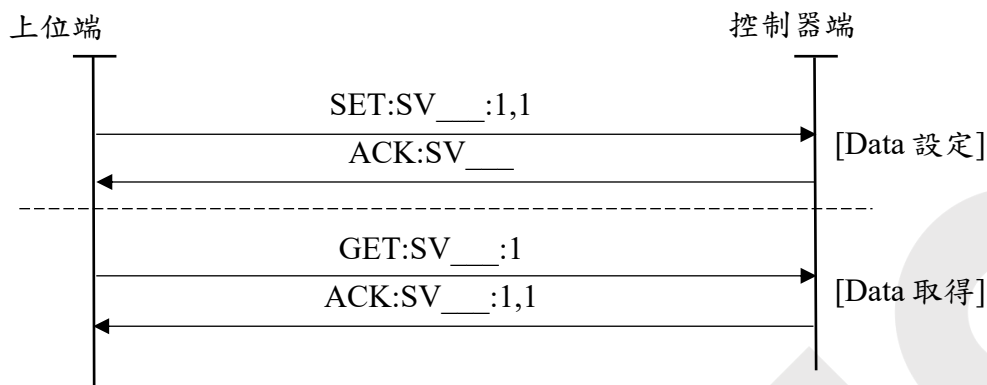 上位端
控制器端
SET:SV___:1,1
[Data 設定]
ACK:SV___
GET:SV___:1
[Data 取得]
ACK:SV___:1,1